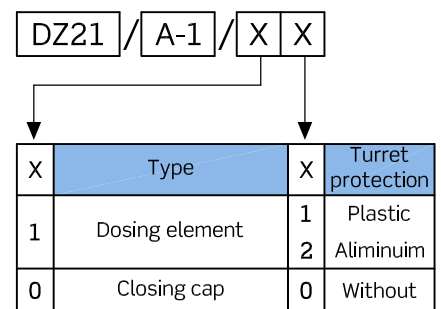 DZ21 / A-1 / X X
X Type X Turret protection
1 Dosing element 1 Plastic
2 Aliminuim
0 Closing cap 0 Without